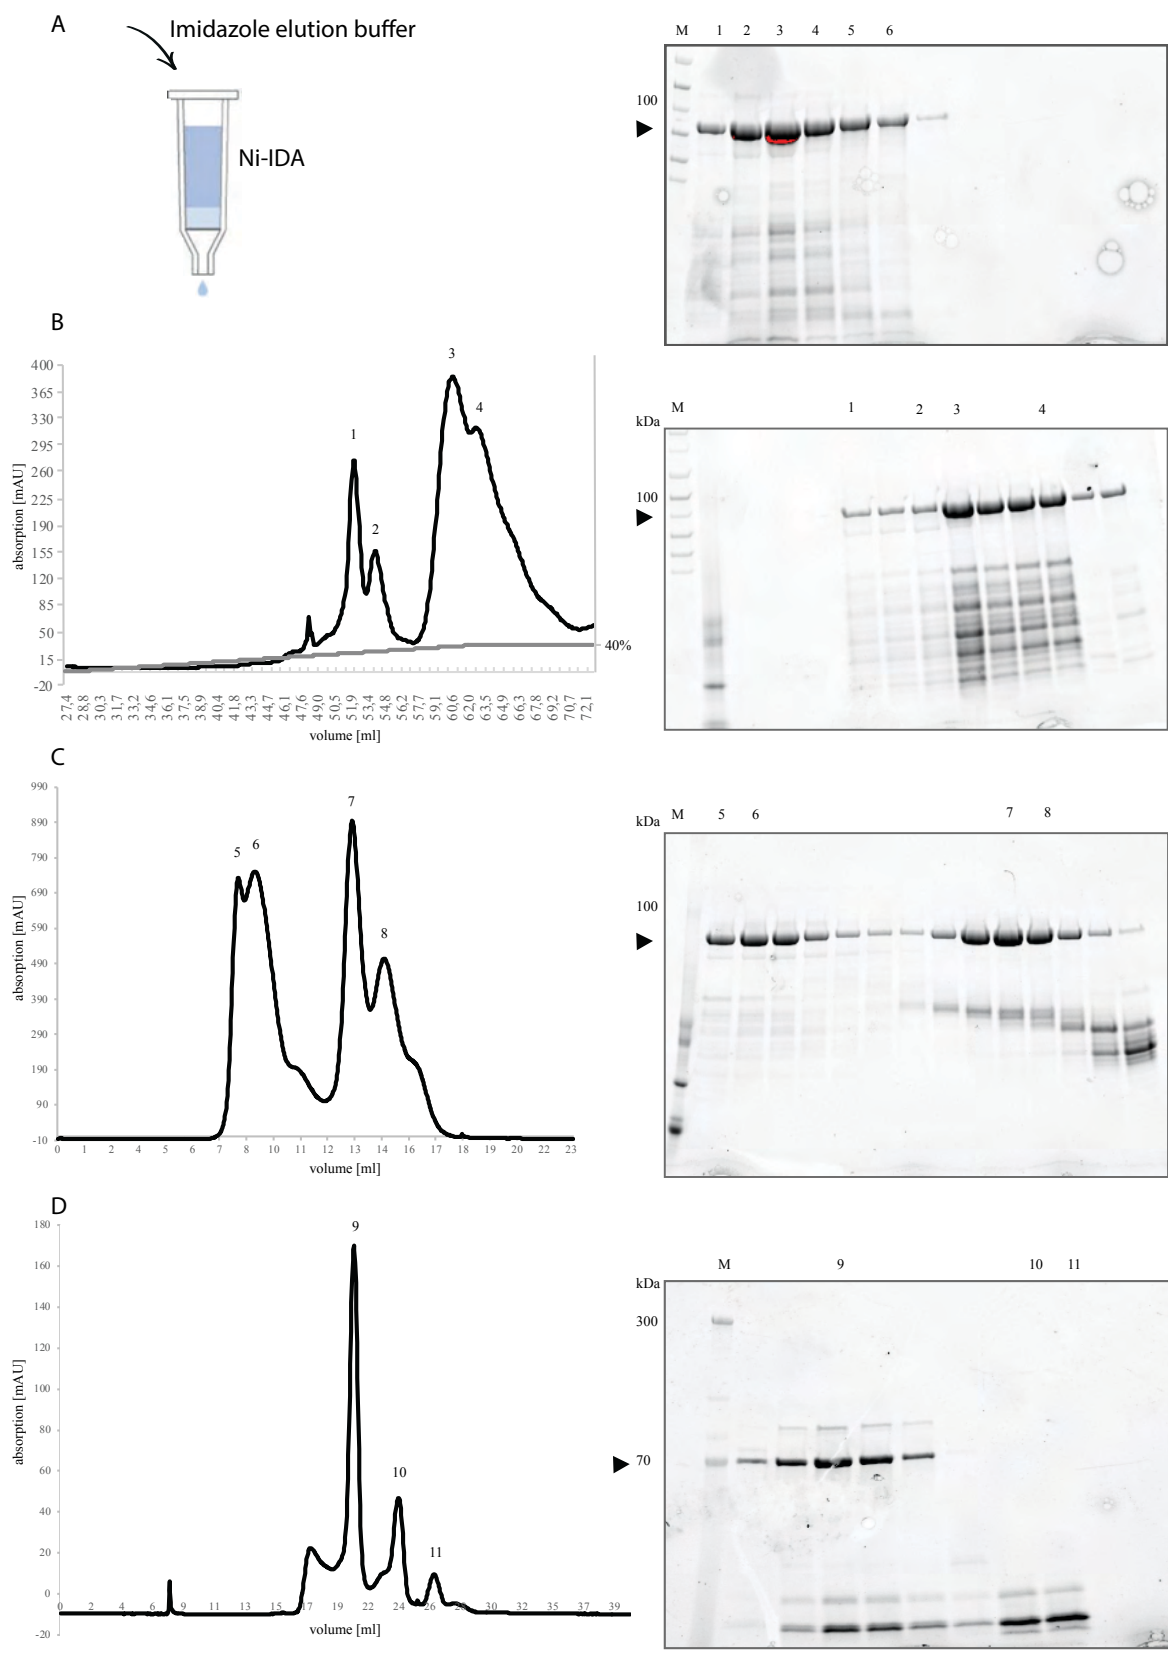 A
Imidazole elution buffer
Ni-IDA
M 1 2 3 4 5 6
100
B
400
365
330
295
260
225
190
155
120
85
50
15
-20
absorption [mAU]
1
2
3
4
40%
27,4 28,8 30,3 31,7 33,2 34,6 36,1 37,5 38,9 40,4 41,8 43,3 44,7 46,1 47,6 49,0 50,5 51,9 53,4 54,8 56,2 57,7 59,1 60,6 62,0 63,5 64,9 66,3 67,8 69,2 70,7 72,1
volume [ml]
kDa
M 1 2 3 4
100
C
990
890
790
690
590
490
390
290
190
90
-10
absorption [mAU]
5
6
7
8
0 1 2 4 5 6 7 8 10 11 12 13 14 16 17 18 19 20 22 23
volume [ml]
kDa
M 5 6 7 8
100
D
180
160
140
120
100
80
60
40
20
0
-20
absorption [mAU]
9
10
11
0 2 4 6 9 11 13 15 17 19 22 24 26 28 30 32 35 37 39
volume [ml]
kDa
M 9 10 11
300
70